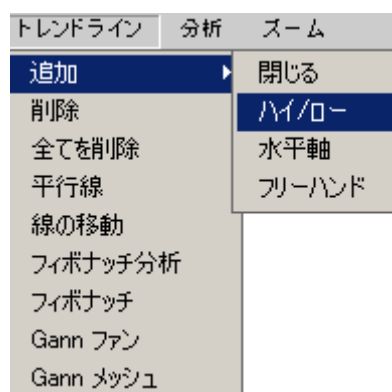 トレンドライン 分析 ズーム
追加
削除
全てを削除
平行線
線の移動
フィボナッチ分析
フィボナッチ
Gann ファン
Gann メッシュ
閉じる
ハイ/ロー
水平軸
フリーハンド